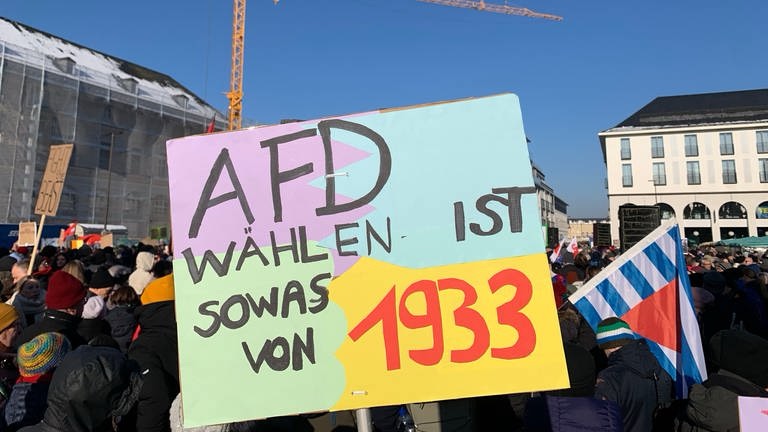 AFD
WÄHLEN IST
SOWAS
VON 1933